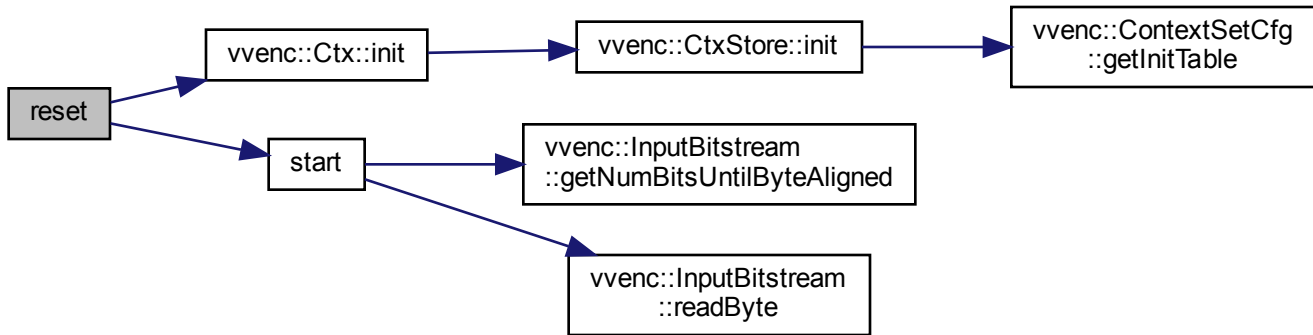 vvenc::Ctx::init
vvenc::CtxStore::init
vvenc::ContextSetCfg
::getInitTable
reset
start
vvenc::InputBitstream
::getNumBitsUntilByteAligned
vvenc::InputBitstream
::readByte